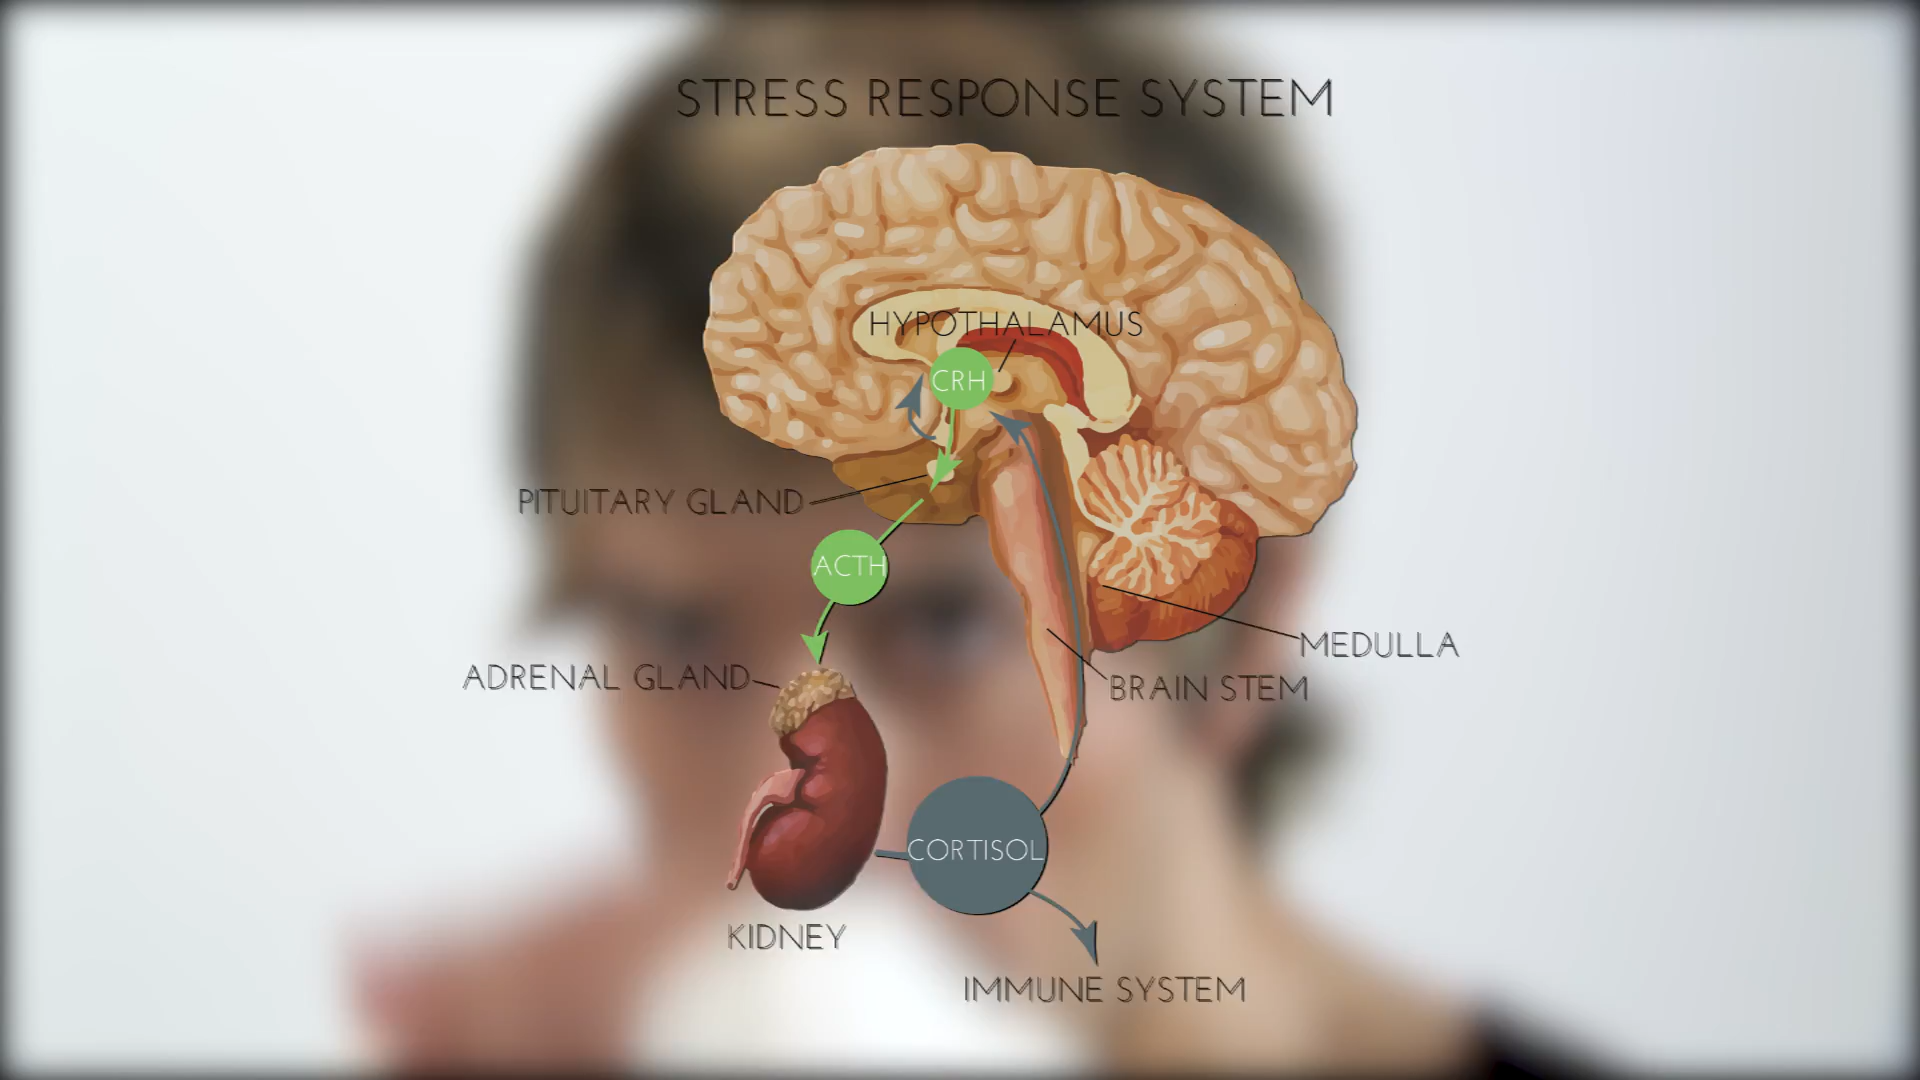 STRESS RESPONSE SYSTEM
HYPOTHALAMUS
CRH
PITUITARY GLAND
ACTH
MEDULLA
ADRENAL GLAND
BRAIN STEM
CORTISOL
KIDNEY
IMMUNE SYSTEM